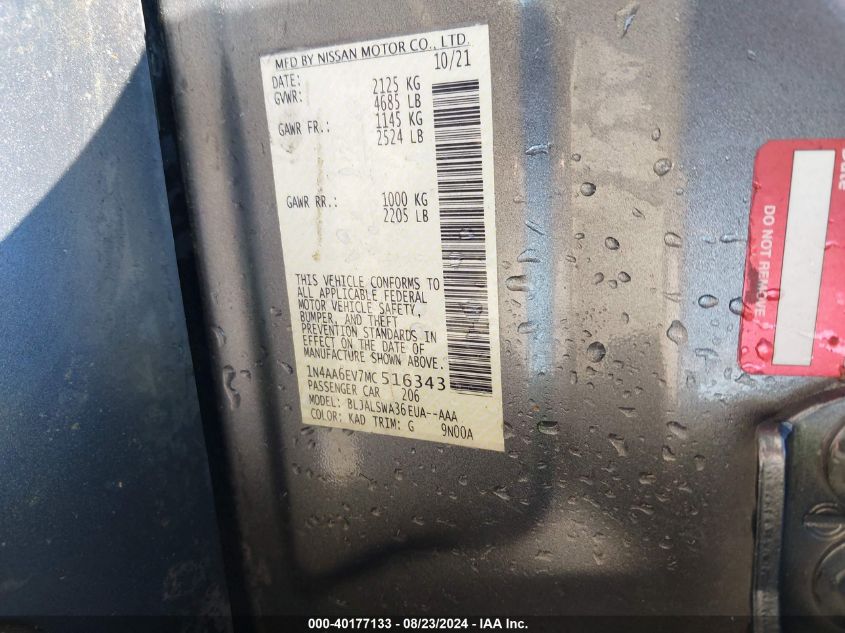 MFD BY NISSAN MOTOR CO., LTD.
DATE: 10/21
GVWR: 2125 KG
4685 LB
GAWR FR.: 1145 KG
2524 LB
GAWR RR.: 1000 KG
2205 LB
THIS VEHICLE CONFORMS TO
ALL APPLICABLE FEDERAL
MOTOR VEHICLE SAFETY,
BUMPER, AND THEFT
PREVENTION STANDARDS IN
EFFECT ON THE DATE OF
MANUFACTURE SHOWN ABOVE.
1N4AA6EV7MC516343
PASSENGER CAR 206
MODEL: BLJALSWA36EUA--AAA
COLOR: KAD TRIM: G 9N00A
Date
DO NOT REMOVE
000-40177133 - 08/23/2024 - IAA Inc.